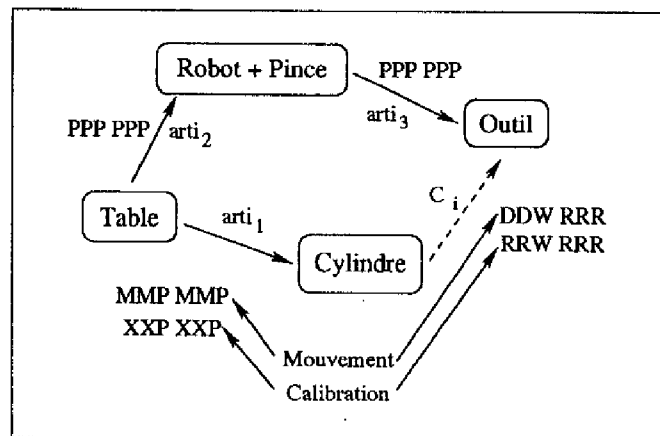 Robot + Pince
PPP PPP
arti3
Outil
PPP PPP arti2
Table
arti1
Cylindre
Ci
DDW RRR
RRW RRR
MMP MMP
XXP XXP
Mouvement
Calibration